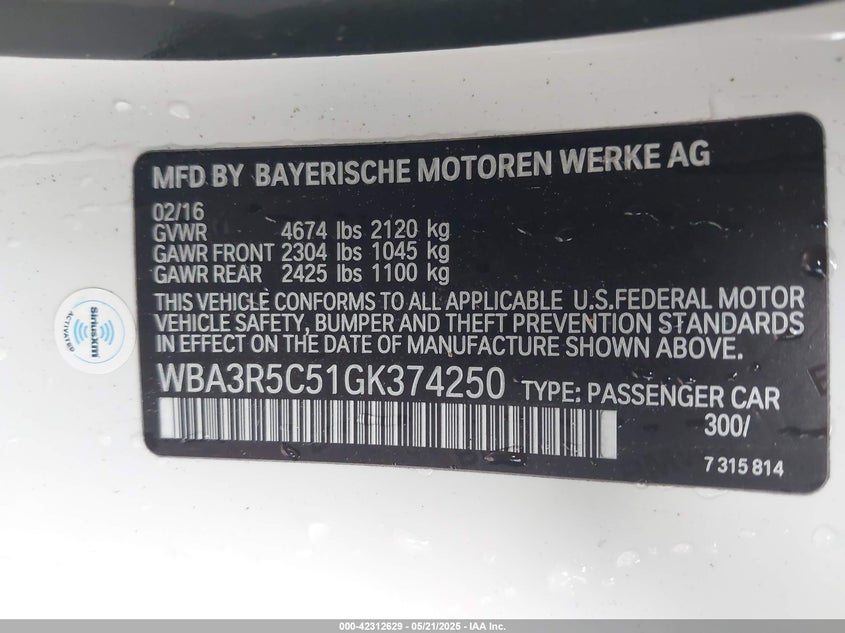 MFD BY BAYERISCHE MOTOREN WERKE AG
02/16
GVWR 4674 lbs 2120 kg
GAWR FRONT 2304 lbs 1045 kg
GAWR REAR 2425 lbs 1100 kg
THIS VEHICLE CONFORMS TO ALL APPLICABLE U.S.FEDERAL MOTOR
VEHICLE SAFETY, BUMPER AND THEFT PREVENTION STANDARDS
IN EFFECT ON THE DATE OF MANUFACTURE SHOWN ABOVE.
WBA3R5C51GK374250 TYPE: PASSENGER CAR
300/
7 315 814
siriusxm
ACTIVATED
000-42312629 - 05/21/2025 - IAA Inc.